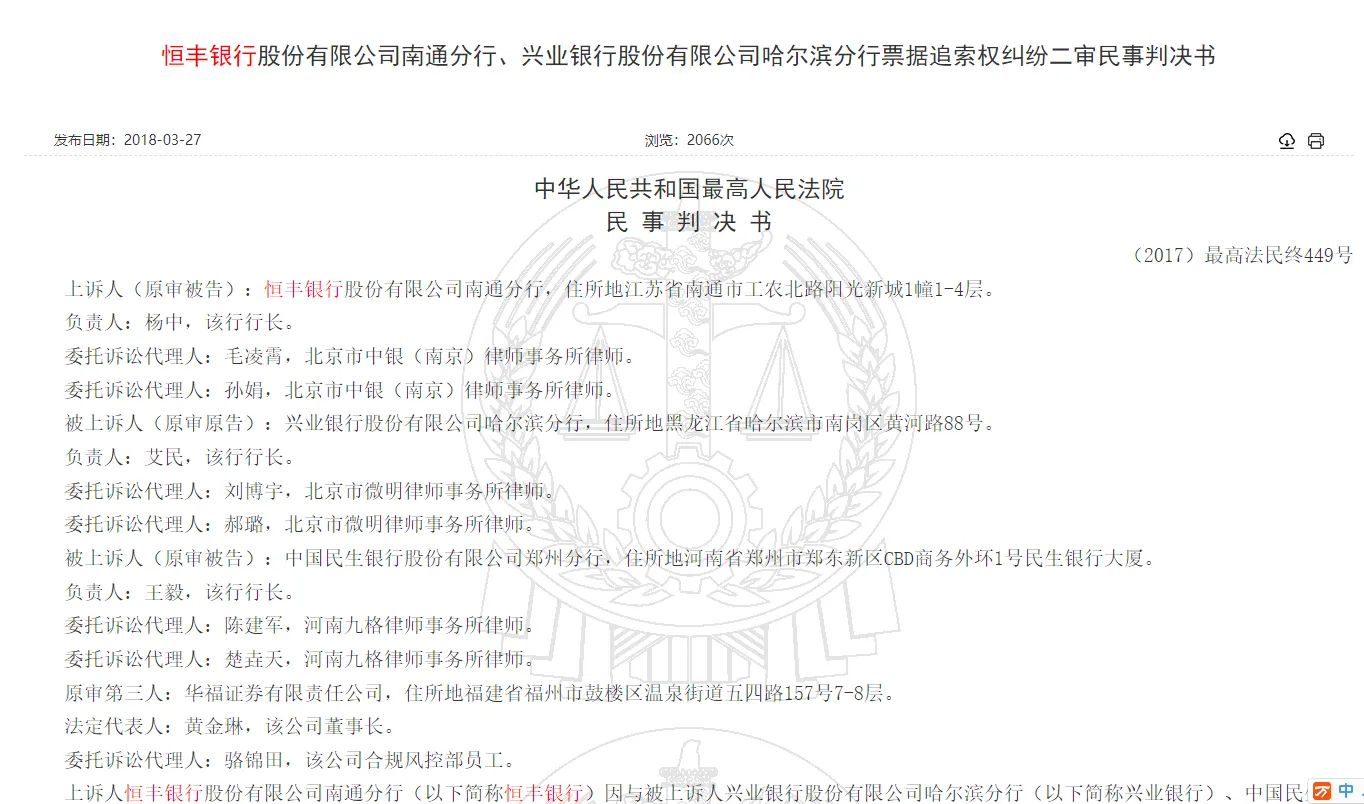 恒丰银行股份有限公司南通分行、兴业银行股份有限公司哈尔滨分行票据追索权纠纷二审民事判决书
发布日期：2018-03-27 浏览：2066次
中华人民共和国最高人民法院
民 事 判 决 书
（2017）最高法民终449号
上诉人（原审被告）：恒丰银行股份有限公司南通分行，住所地江苏省南通市工农北路阳光新城1幢1-4层。
负责人：杨中，该行行长。
委托诉讼代理人：毛凌霄，北京市中银（南京）律师事务所律师。
委托诉讼代理人：孙娟，北京市中银（南京）律师事务所律师。
被上诉人（原审原告）：兴业银行股份有限公司哈尔滨分行，住所地黑龙江省哈尔滨市南岗区黄河路88号。
负责人：艾民，该行行长。
委托诉讼代理人：刘博宇，北京市微明律师事务所律师。
委托诉讼代理人：郝璐，北京市微明律师事务所律师。
被上诉人（原审被告）：中国民生银行股份有限公司郑州分行，住所地河南省郑州市郑东新区CBD商务外环1号民生银行大厦。
负责人：王毅，该行行长。
委托诉讼代理人：陈建军，河南九格律师事务所律师。
委托诉讼代理人：楚垚天，河南九格律师事务所律师。
原审第三人：华福证券有限责任公司，住所地福建省福州市鼓楼区温泉街道五四路157号7-8层。
法定代表人：黄金琳，该公司董事长。
委托诉讼代理人：骆锦田，该公司合规风控部员工。
上诉人恒丰银行股份有限公司南通分行（以下简称恒丰银行）因与被上诉人兴业银行股份有限公司哈尔滨分行（以下简称兴业银行）、中国民
中